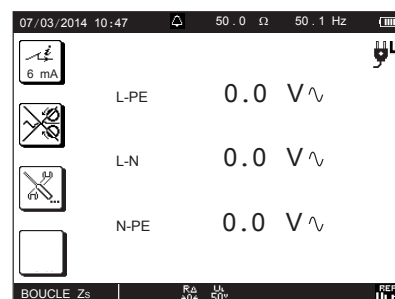 07/03/2014 10:47 50.0 Ω 50.1 Hz
6 mA
L-PE 0.0 V
L-N 0.0 V
N-PE 0.0 V
BOUCLE Zs